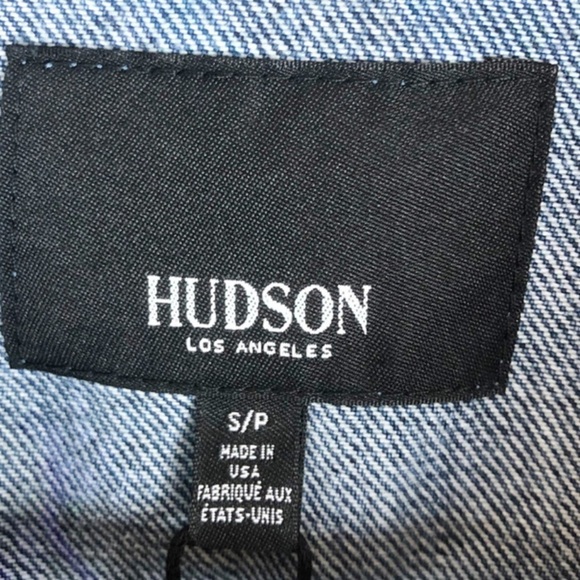 HUDSON
LOS ANGELES
S/P
MADE IN
USA
FABRIQUÉ AUX
ÉTATS-UNIS